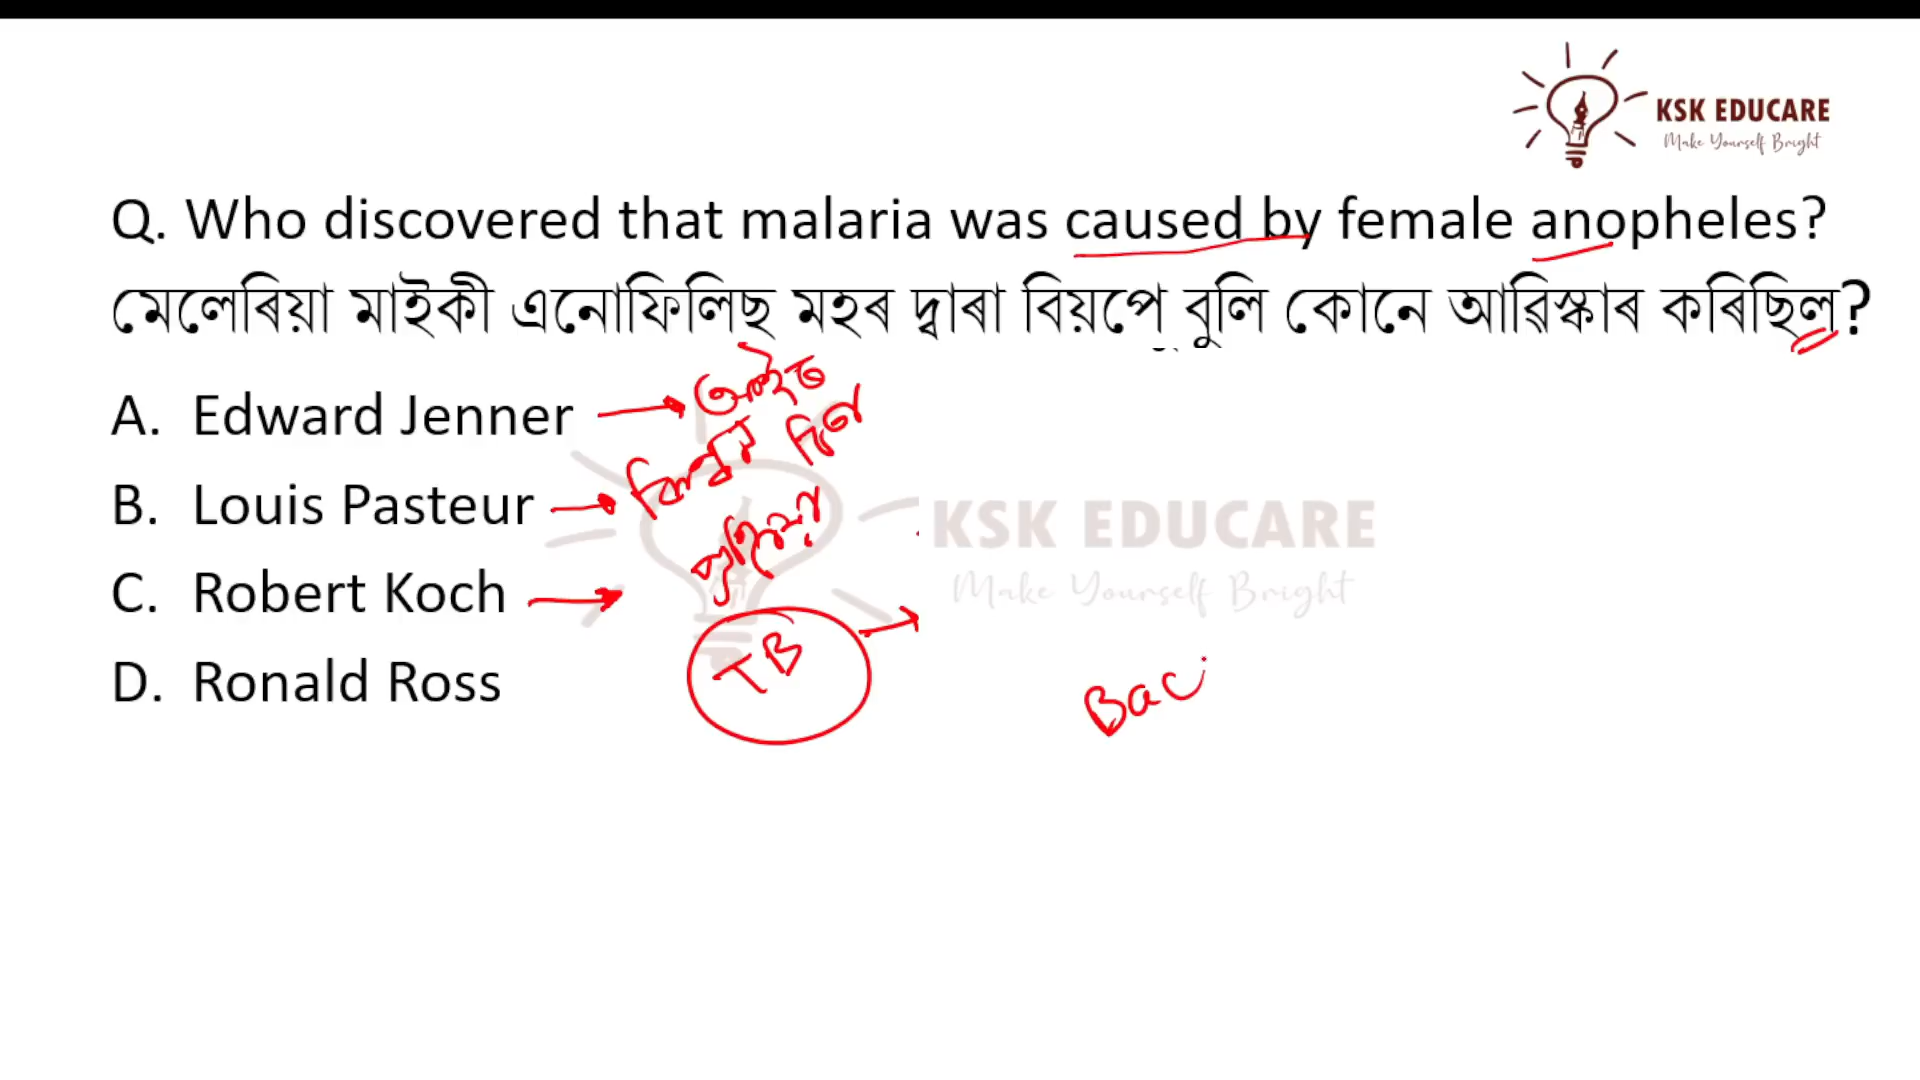 KSK EDUCARE
Make Yourself Bright
Q. Who discovered that malaria was caused by female anopheles?
মেলেৰিয়া মাইকী এনোফিলিছ মহৰ দ্বাৰা বিয়পে বুলি কোনে আৱিস্কাৰ কৰিছিল?
A. Edward Jenner
B. Louis Pasteur
KSK EDUCARE
Make Yourself Bright
C. Robert Koch
TB
D. Ronald Ross
Bac